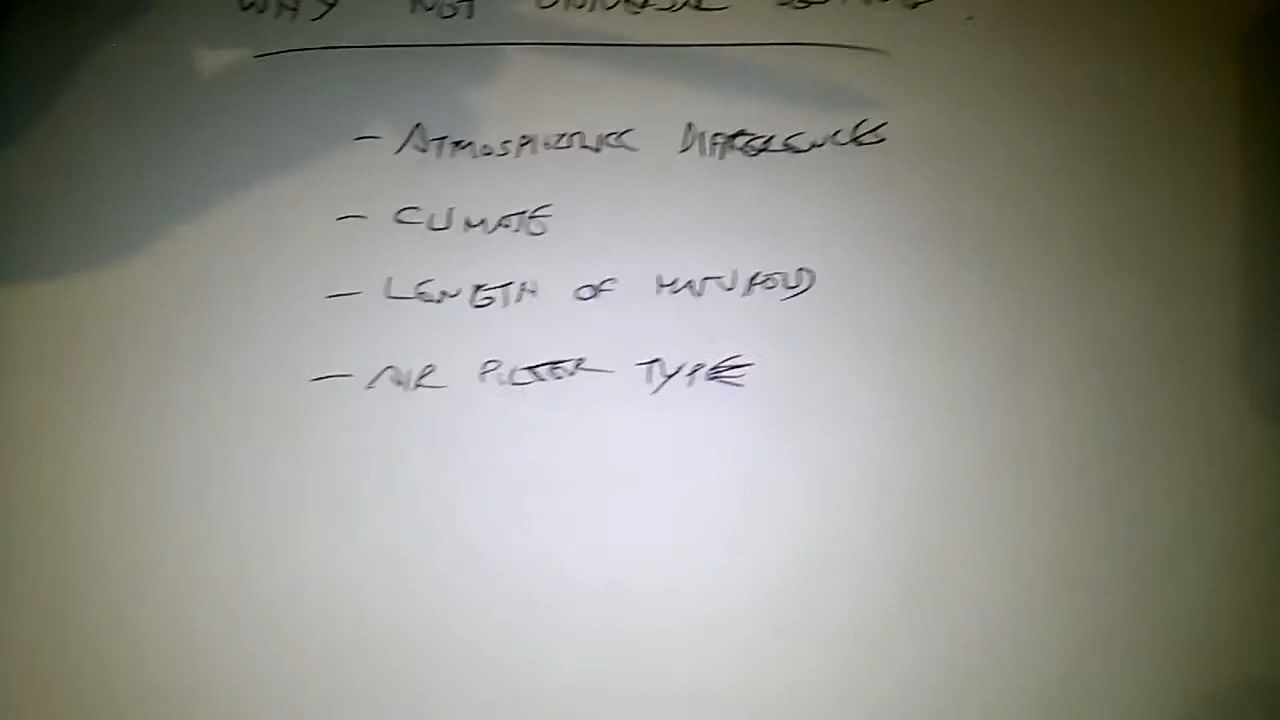 WHY NOT UNIVERSAL
- ATMOSPHERIC DIFFERENCES
- CLIMATE
- LENGTH OF MANIFOLD
- AIR FILTER TYPE